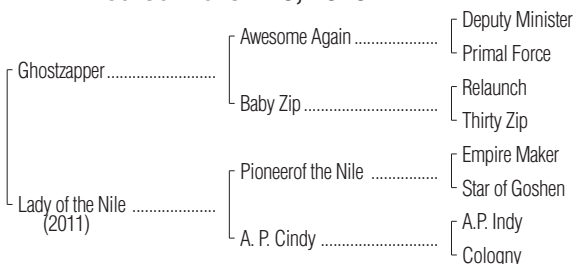 Awesome Again
Deputy Minister
Primal Force
Ghostzapper
Baby Zip
Relaunch
Thirty Zip
Pioneerof the Nile
Empire Maker
Star of Goshen
Lady of the Nile
(2011)
A. P. Cindy
A.P. Indy
Cologny